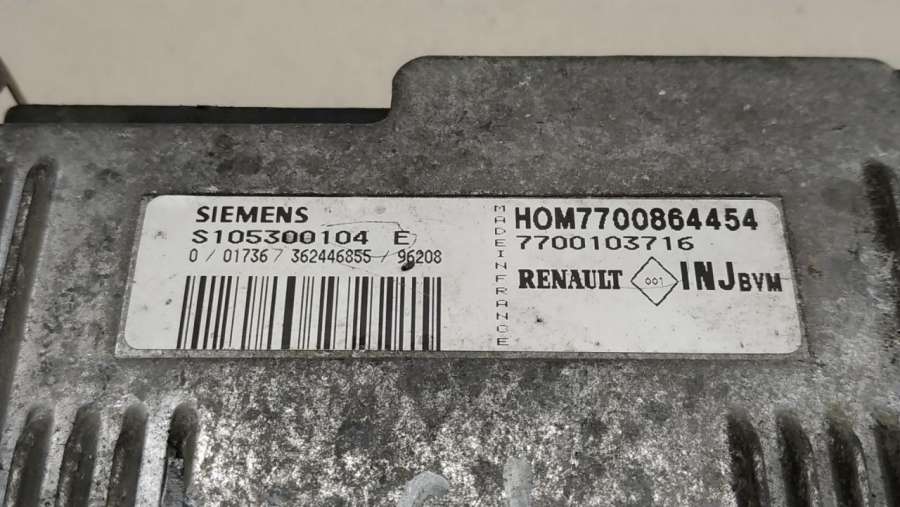 SIEMENS
S105300104 E
0 / 01736 / 362446855 / 96208
MADE IN FRANCE
HOM7700864454
7700103716
RENAULT 001 INJ BVM